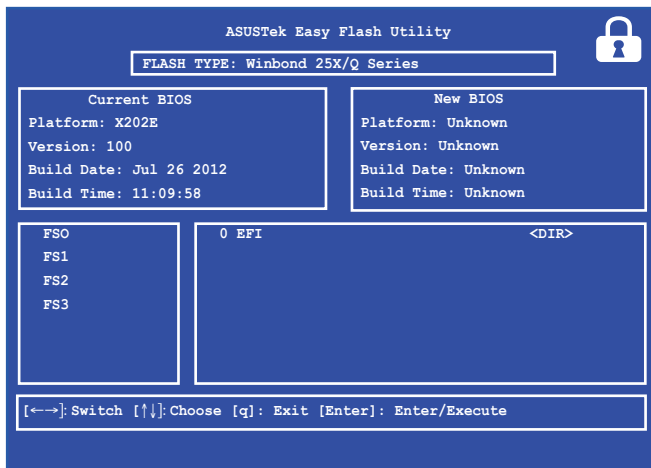 ASUSTek Easy Flash Utility
FLASH TYPE: Winbond 25X/Q Series
Current BIOS
Platform: X202E
Version: 100
Build Date: Jul 26 2012
Build Time: 11:09:58
New BIOS
Platform: Unknown
Version: Unknown
Build Date: Unknown
Build Time: Unknown
FSO
FS1
FS2
FS3
0 EFI <DIR>
[←→]: Switch [↑↓]: Choose [q]: Exit [Enter]: Enter/Execute